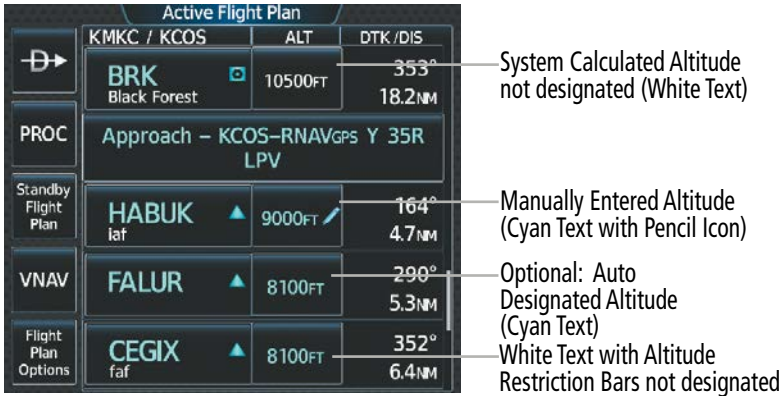 Active Flight Plan
KMKC / KCOS
ALT
DTK /DIS
BRK
Black Forest
10500FT
353°
18.2NM
PROC
Approach – KCOS–RNAVGPS Y 35R
LPV
Standby
Flight
Plan
HABUK
iaf
9000FT
164°
4.7NM
VNAV
FALUR
8100FT
290°
5.3NM
Flight
Plan
Options
CEGIX
faf
8100FT
352°
6.4NM
System Calculated Altitude
not designated (White Text)
Manually Entered Altitude
(Cyan Text with Pencil Icon)
Optional: Auto
Designated Altitude
(Cyan Text)
White Text with Altitude
Restriction Bars not designated